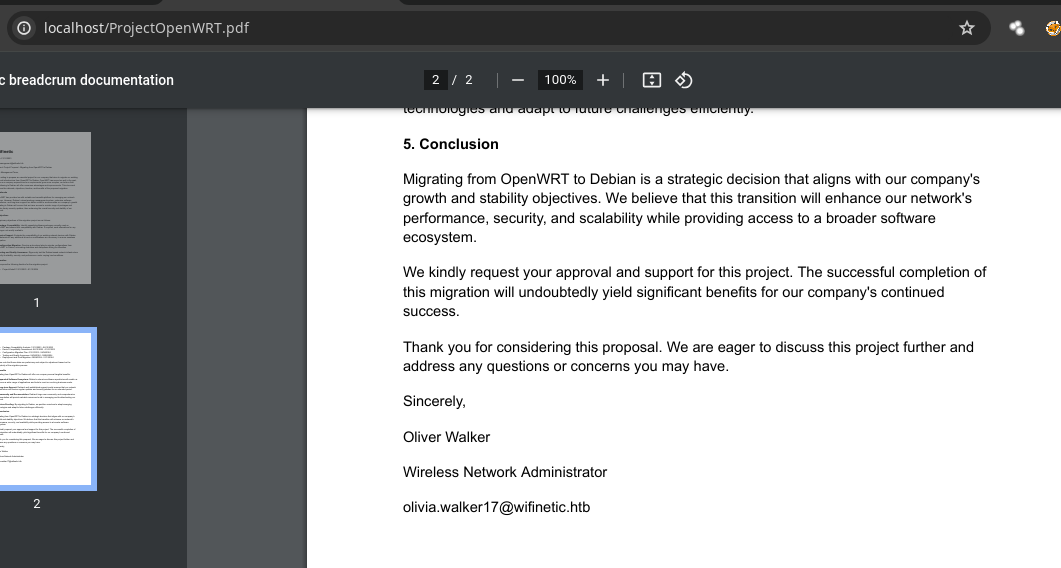 localhost/ProjectOpenWRT.pdf
c breadcrum documentation
2 / 2
100%
technologies and adapt to future challenges efficiently.
5. Conclusion
Migrating from OpenWRT to Debian is a strategic decision that aligns with our company's
growth and stability objectives. We believe that this transition will enhance our network's
performance, security, and scalability while providing access to a broader software
ecosystem.
We kindly request your approval and support for this project. The successful completion of
this migration will undoubtedly yield significant benefits for our company's continued
success.
Thank you for considering this proposal. We are eager to discuss this project further and
address any questions or concerns you may have.
Sincerely,
Oliver Walker
Wireless Network Administrator
olivia.walker17@wifinetic.htb
1
2